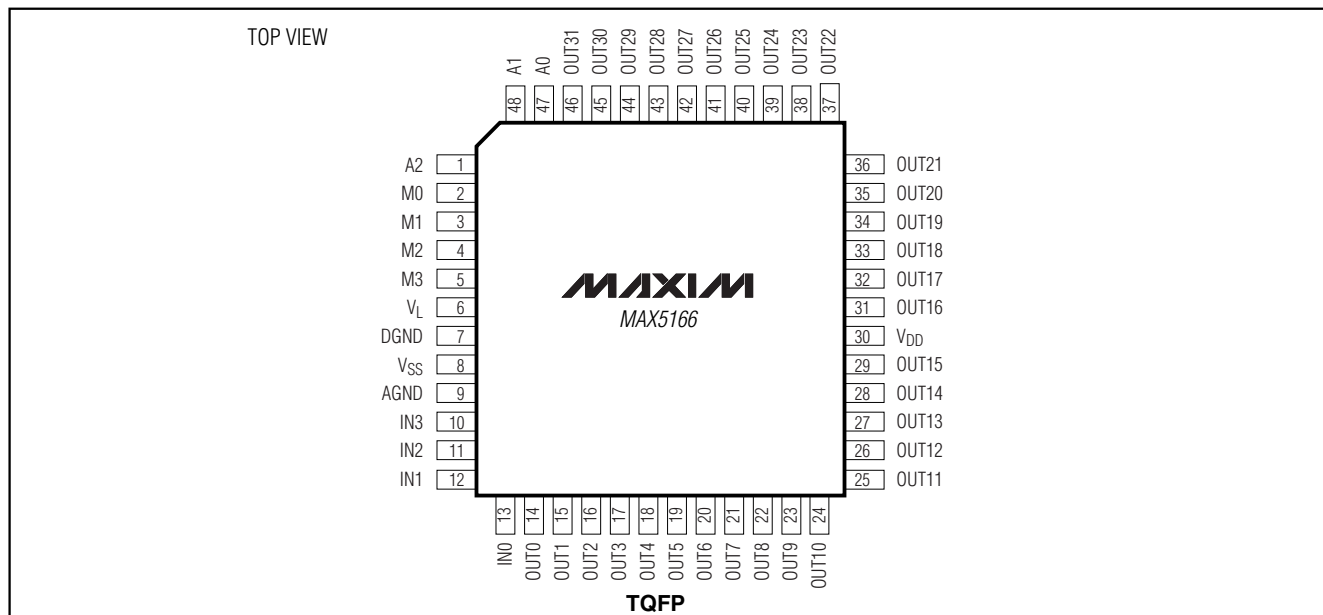 TOP VIEW
A1
A0
OUT31
OUT30
OUT29
OUT28
OUT27
OUT26
OUT25
OUT24
OUT23
OUT22
48
47
46
45
44
43
42
41
40
39
38
37
A2 1
M0 2
M1 3
M2 4
M3 5
VL 6
DGND 7
VSS 8
AGND 9
IN3 10
IN2 11
IN1 12
MAXIM
MAX5166
36 OUT21
35 OUT20
34 OUT19
33 OUT18
32 OUT17
31 OUT16
30 VDD
29 OUT15
28 OUT14
27 OUT13
26 OUT12
25 OUT11
13
14
15
16
17
18
19
20
21
22
23
24
IN0
OUT0
OUT1
OUT2
OUT3
OUT4
OUT5
OUT6
OUT7
OUT8
OUT9
OUT10
TQFP